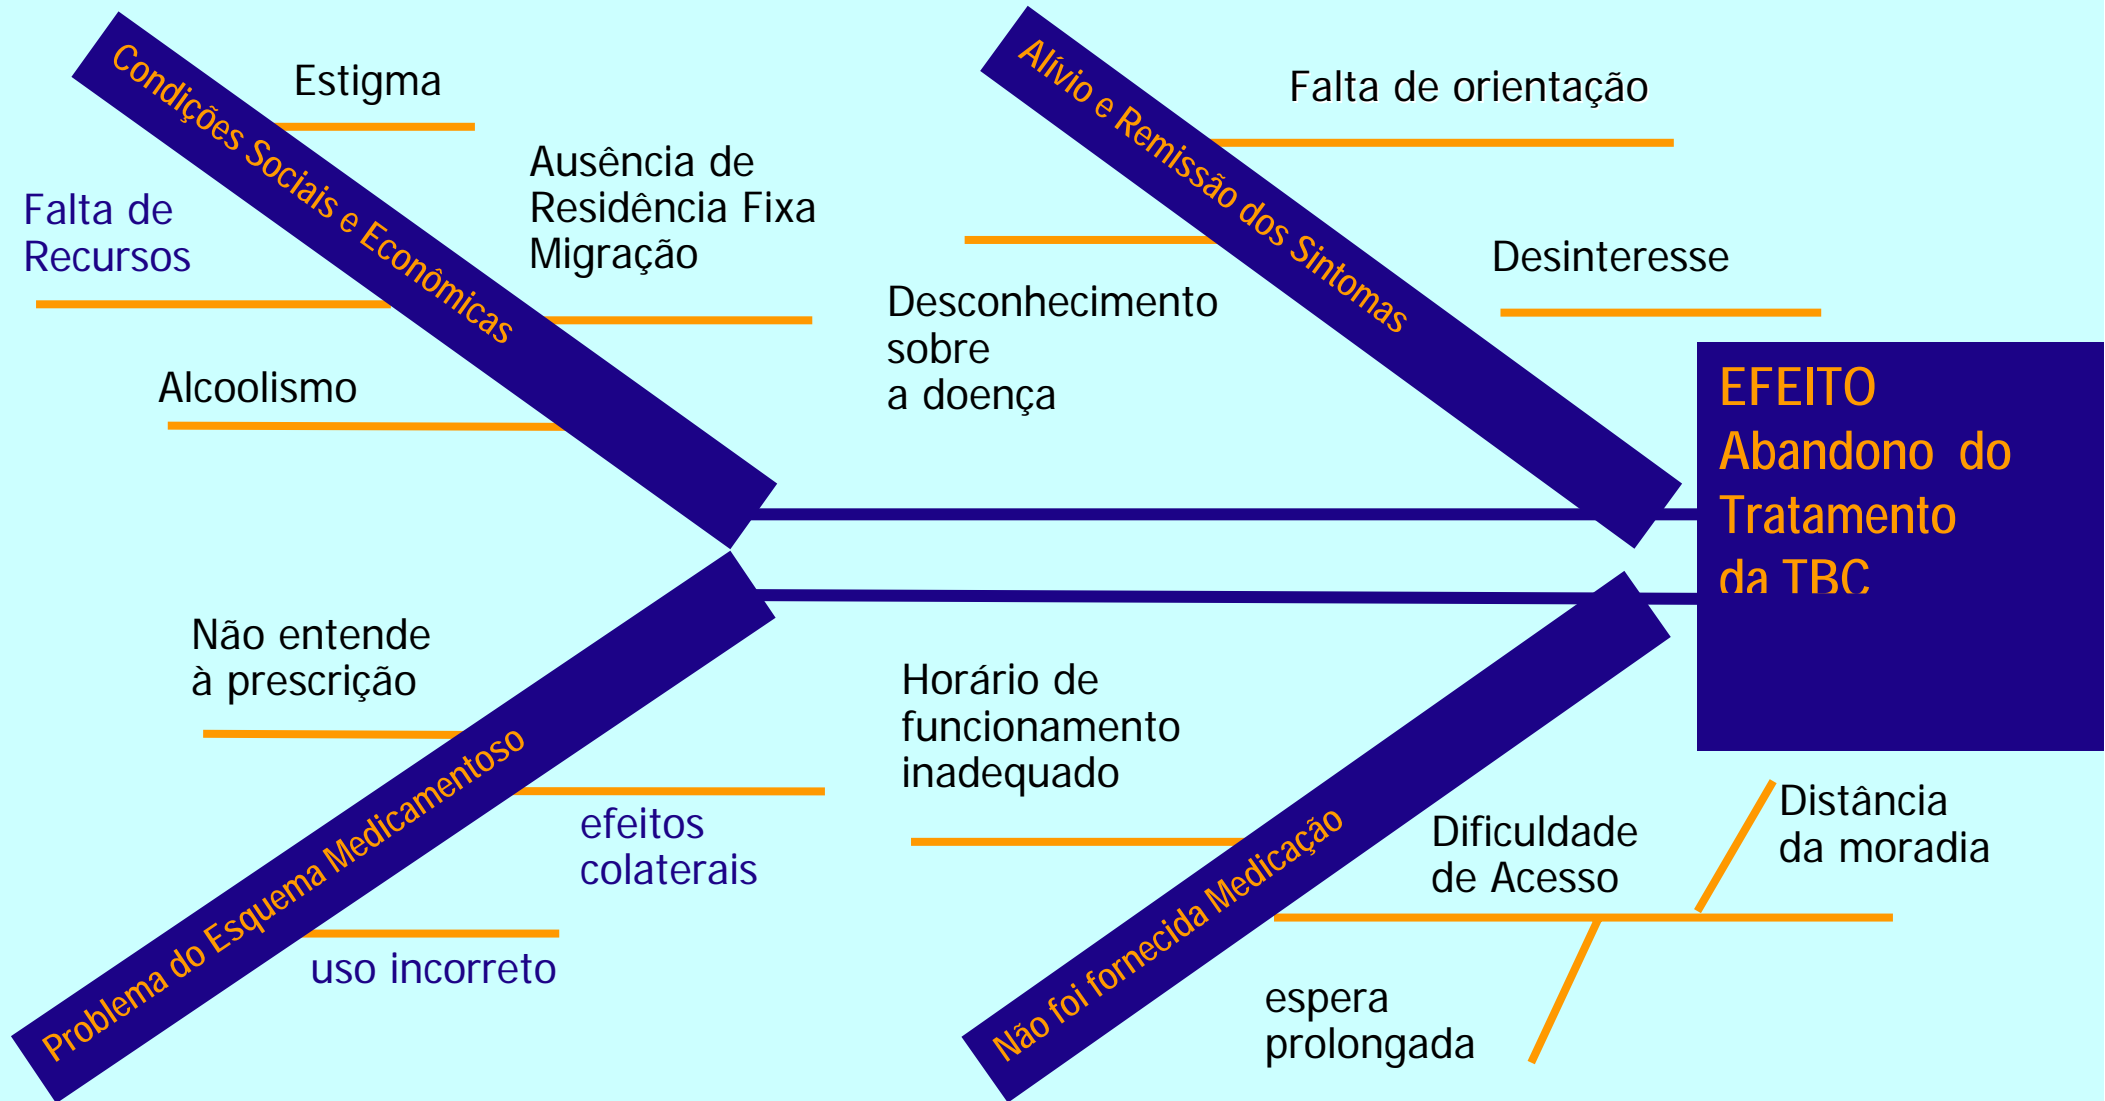 Condições Sociais e Econômicas
Estigma
Falta de
Recursos
Ausência de
Residência Fixa
Migração
Alcoolismo
Alívio e Remissão dos Sintomas
Falta de orientação
Desconhecimento
sobre
a doença
Desinteresse
EFEITO
Abandono do
Tratamento
da TBC
Problema do Esquema Medicamentoso
Não entende
à prescrição
efeitos
colaterais
uso incorreto
Não foi fornecida Medicação
Horário de
funcionamento
inadequado
Dificuldade
de Acesso
Distância
da moradia
espera
prolongada